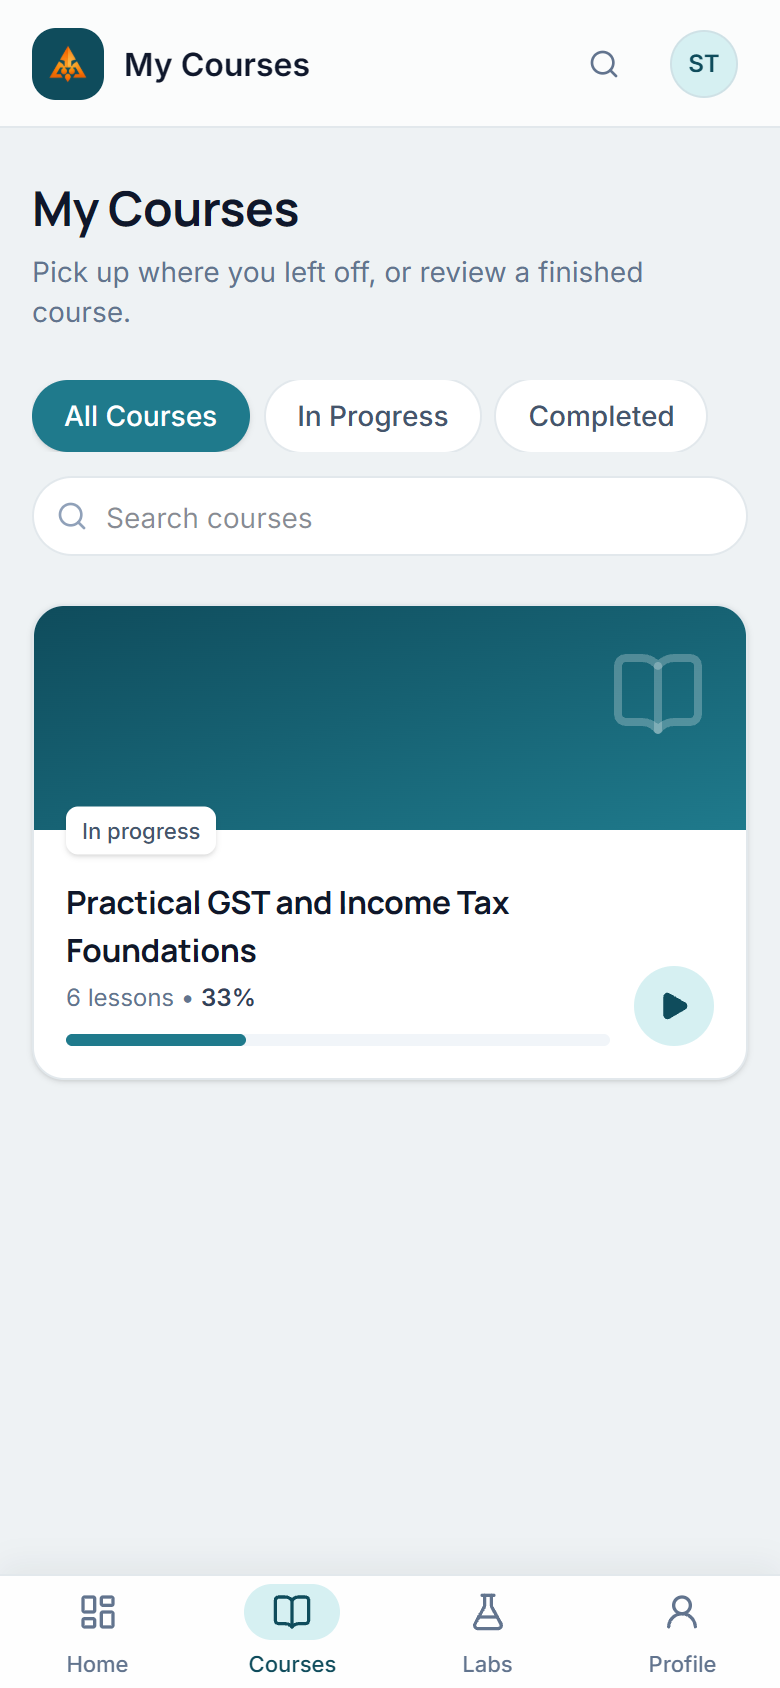 My Courses
ST
My Courses
Pick up where you left off, or review a finished
course.
All Courses
In Progress
Completed
Search courses
In progress
Practical GST and Income Tax
Foundations
6 lessons • 33%
Home
Courses
Labs
Profile